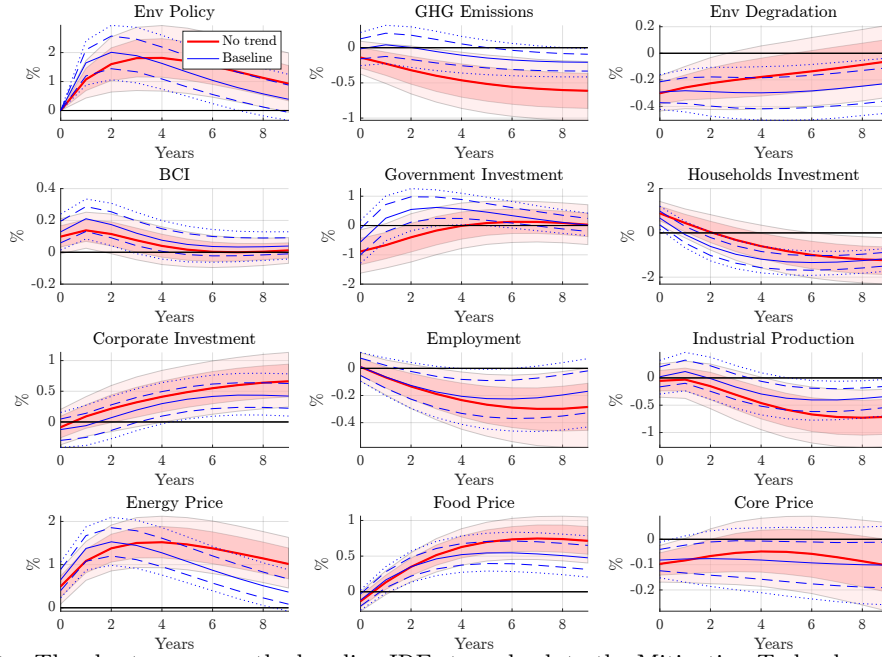 Env Policy GHG Emissions Env Degradation
No trend
Baseline
% % %
2 1 0
0 -0.5 -1
0.2 0 -0.2 -0.4
0 2 4 6 8 0 2 4 6 8 0 2 4 6 8
Years Years Years
BCI Government Investment Households Investment
% % %
0.4 0.2 0 -0.2
1 0 -1 -2
2 0 -2
0 2 4 6 8 0 2 4 6 8 0 2 4 6 8
Years Years Years
Corporate Investment Employment Industrial Production
% % %
1 0.5 0
0 -0.2 -0.4
0 -0.5 -1
0 2 4 6 8 0 2 4 6 8 0 2 4 6 8
Years Years Years
Energy Price Food Price Core Price
% % %
2 1 0
1 0.5 0
0 -0.1 -0.2
0 2 4 6 8 0 2 4 6 8 0 2 4 6 8
Years Years Years